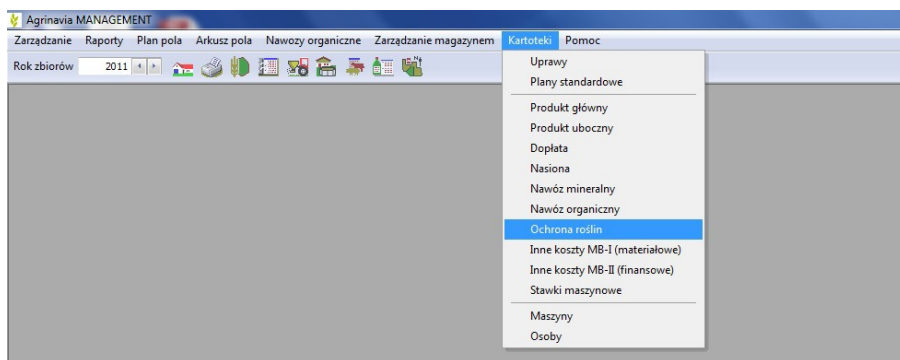 Agrinavia MANAGEMENT
Zarządzanie Raporty Plan pola Arkusz pola Nawozy organiczne Zarządzanie magazynem Kartoteki Pomoc
Rok zbiorów 2011
Uprawy
Plany standardowe
Produkt główny
Produkt uboczny
Dopłata
Nasiona
Nawóz mineralny
Nawóz organiczny
Ochrona roślin
Inne koszty MB-I (materiałowe)
Inne koszty MB-II (finansowe)
Stawki maszynowe
Maszyny
Osoby